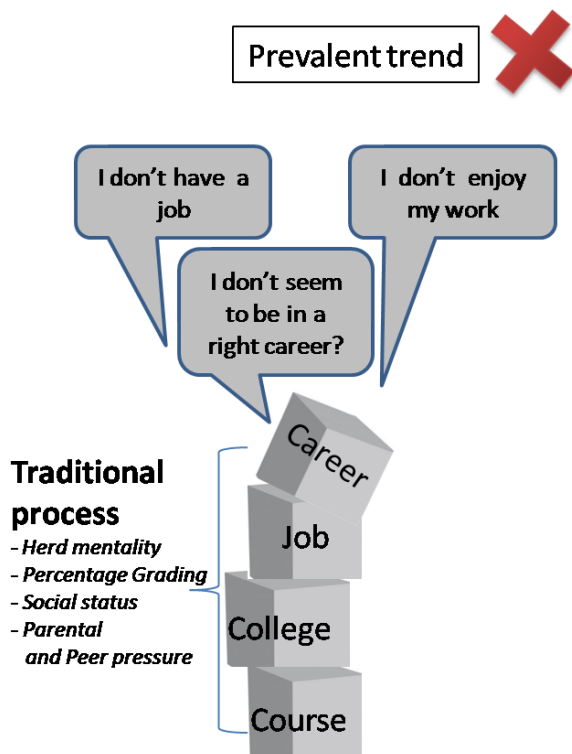 Prevalent trend
I don't have a
job
I don't enjoy
my work
I don't seem
to be in a
right career?
Traditional
process
- Herd mentality
- Percentage Grading
- Social status
- Parental
and Peer pressure
Career
Job
College
Course